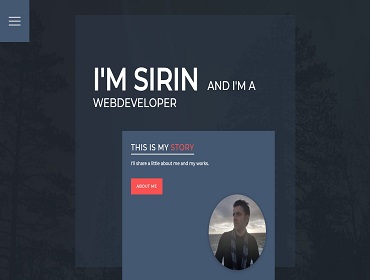 I'M SIRIN AND I'M A
WEBDEVELOPER
THIS IS MY STORY
I'll share a little about me and my works.
ABOUT ME